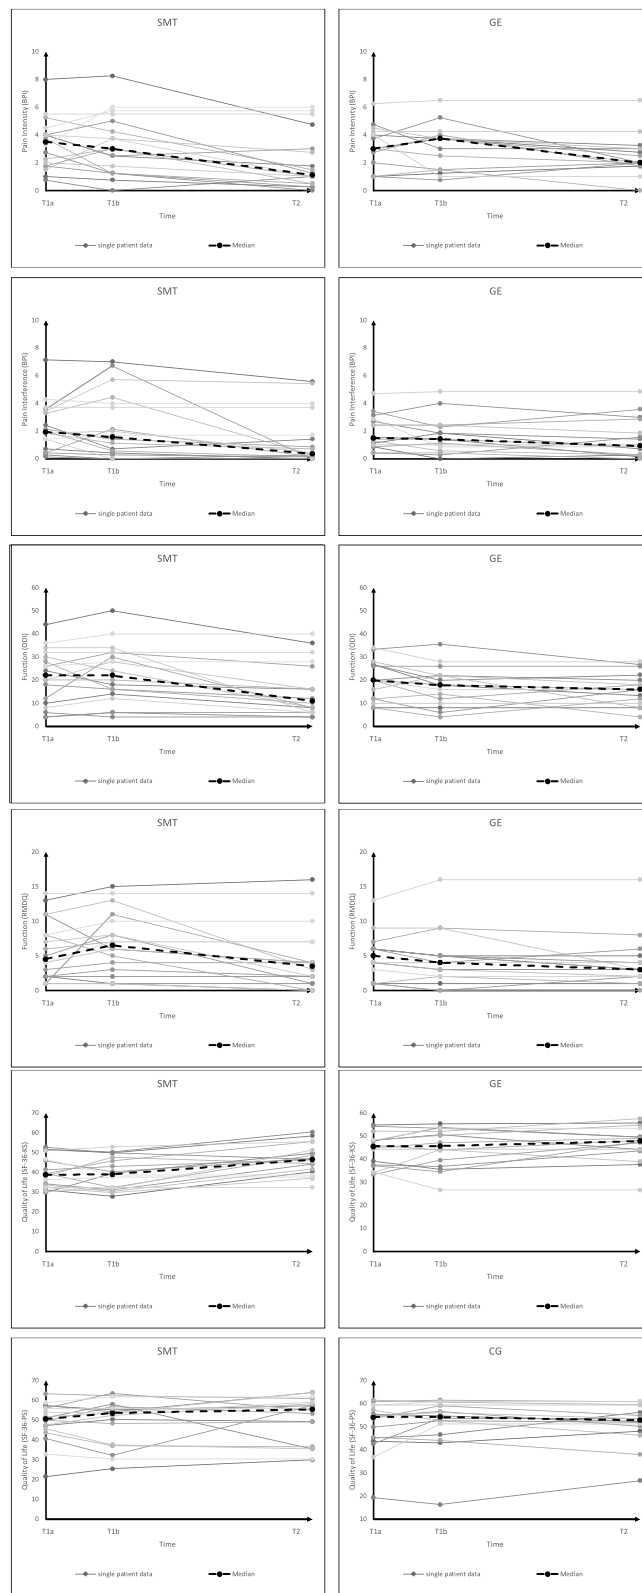 SMT
Pain Intensity (BPI)
10
8
6
4
2
0
T1a T1b T2
Time
single patient data Median
GE
Pain Intensity (BPI)
10
8
6
4
2
0
T1a T1b T2
Time
single patient data Median
SMT
Pain Interference (BPI)
10
8
6
4
2
0
T1a T1b T2
Time
single patient data Median
GE
Pain Interference (BPI)
10
8
6
4
2
0
T1a T1b T2
Time
single patient data Median
SMT
Function (ODI)
60
50
40
30
20
10
0
T1a T1b T2
Time
single patient data Median
GE
Function (ODI)
60
50
40
30
20
10
0
T1a T1b T2
Time
single patient data Median
SMT
Function (RMDQ)
20
15
10
5
0
T1a T1b T2
Time
single patient data Median
GE
Function (RMDQ)
20
15
10
5
0
T1a T1b T2
Time
single patient data Median
SMT
Quality of Life (SF-36-KS)
70
60
50
40
30
20
10
0
T1a T1b T2
Time
single patient data Median
GE
Quality of Life (SF-36-KS)
70
60
50
40
30
20
10
0
T1a T1b T2
Time
single patient data Median
SMT
Quality of Life (SF-36-PS)
70
60
50
40
30
20
10
0
T1a T1b T2
Time
single patient data Median
CG
Quality of Life (SF-36-PS)
70
60
50
40
30
20
10
T1a T1b T2
Time
single patient data Median